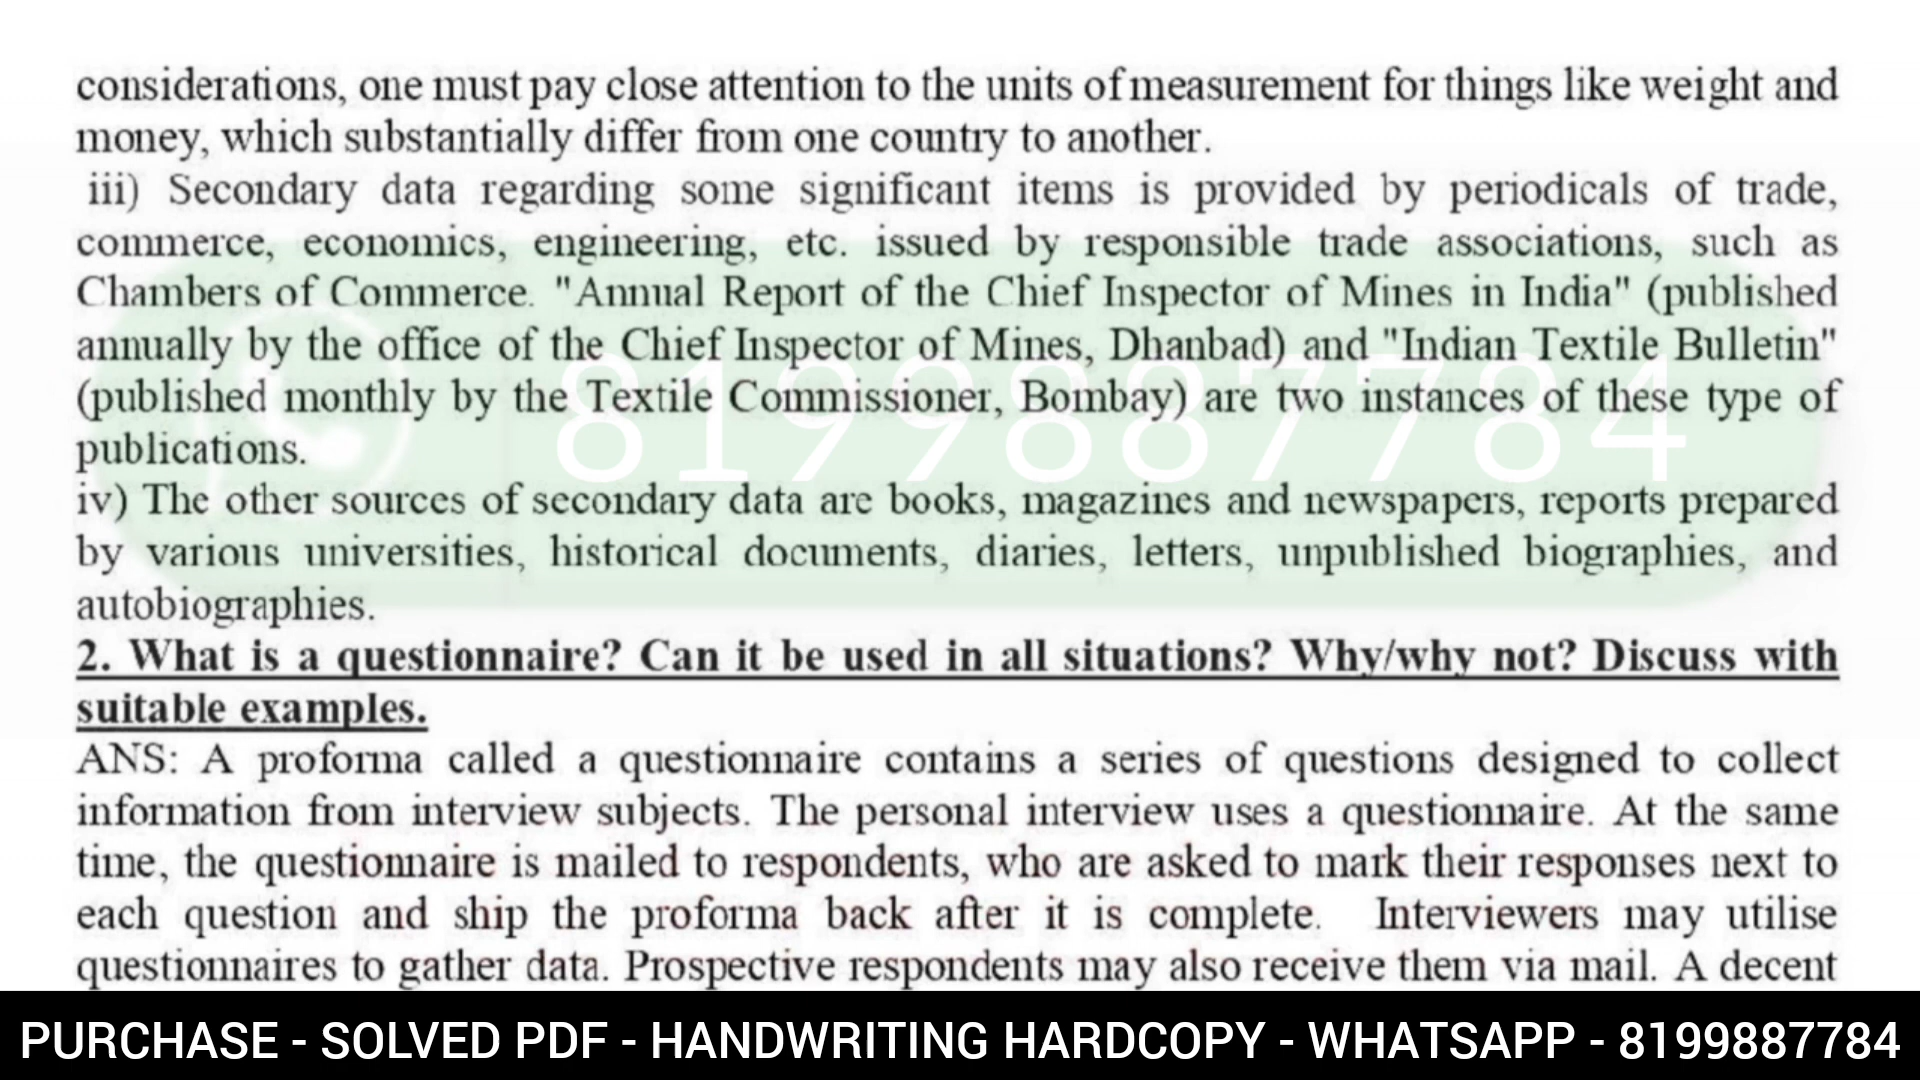 considerations, one must pay close attention to the units of measurement for things like weight and
money, which substantially differ from one country to another.
iii) Secondary data regarding some significant items is provided by periodicals of trade,
commerce, economics, engineering, etc. issued by responsible trade associations, such as
Chambers of Commerce. "Annual Report of the Chief Inspector of Mines in India" (published
annually by the office of the Chief Inspector of Mines, Dhanbad) and "Indian Textile Bulletin"
(published monthly by the Textile Commissioner, Bombay) are two instances of these type of
publications.
8199887784
iv) The other sources of secondary data are books, magazines and newspapers, reports prepared
by various universities, historical documents, diaries, letters, unpublished biographies, and
autobiographies.
2. What is a questionnaire? Can it be used in all situations? Why/why not? Discuss with
suitable examples.
ANS: A proforma called a questionnaire contains a series of questions designed to collect
information from interview subjects. The personal interview uses a questionnaire. At the same
time, the questionnaire is mailed to respondents, who are asked to mark their responses next to
each question and ship the proforma back after it is complete. Interviewers may utilise
questionnaires to gather data. Prospective respondents may also receive them via mail. A decent
PURCHASE - SOLVED PDF - HANDWRITING HARDCOPY - WHATSAPP - 8199887784